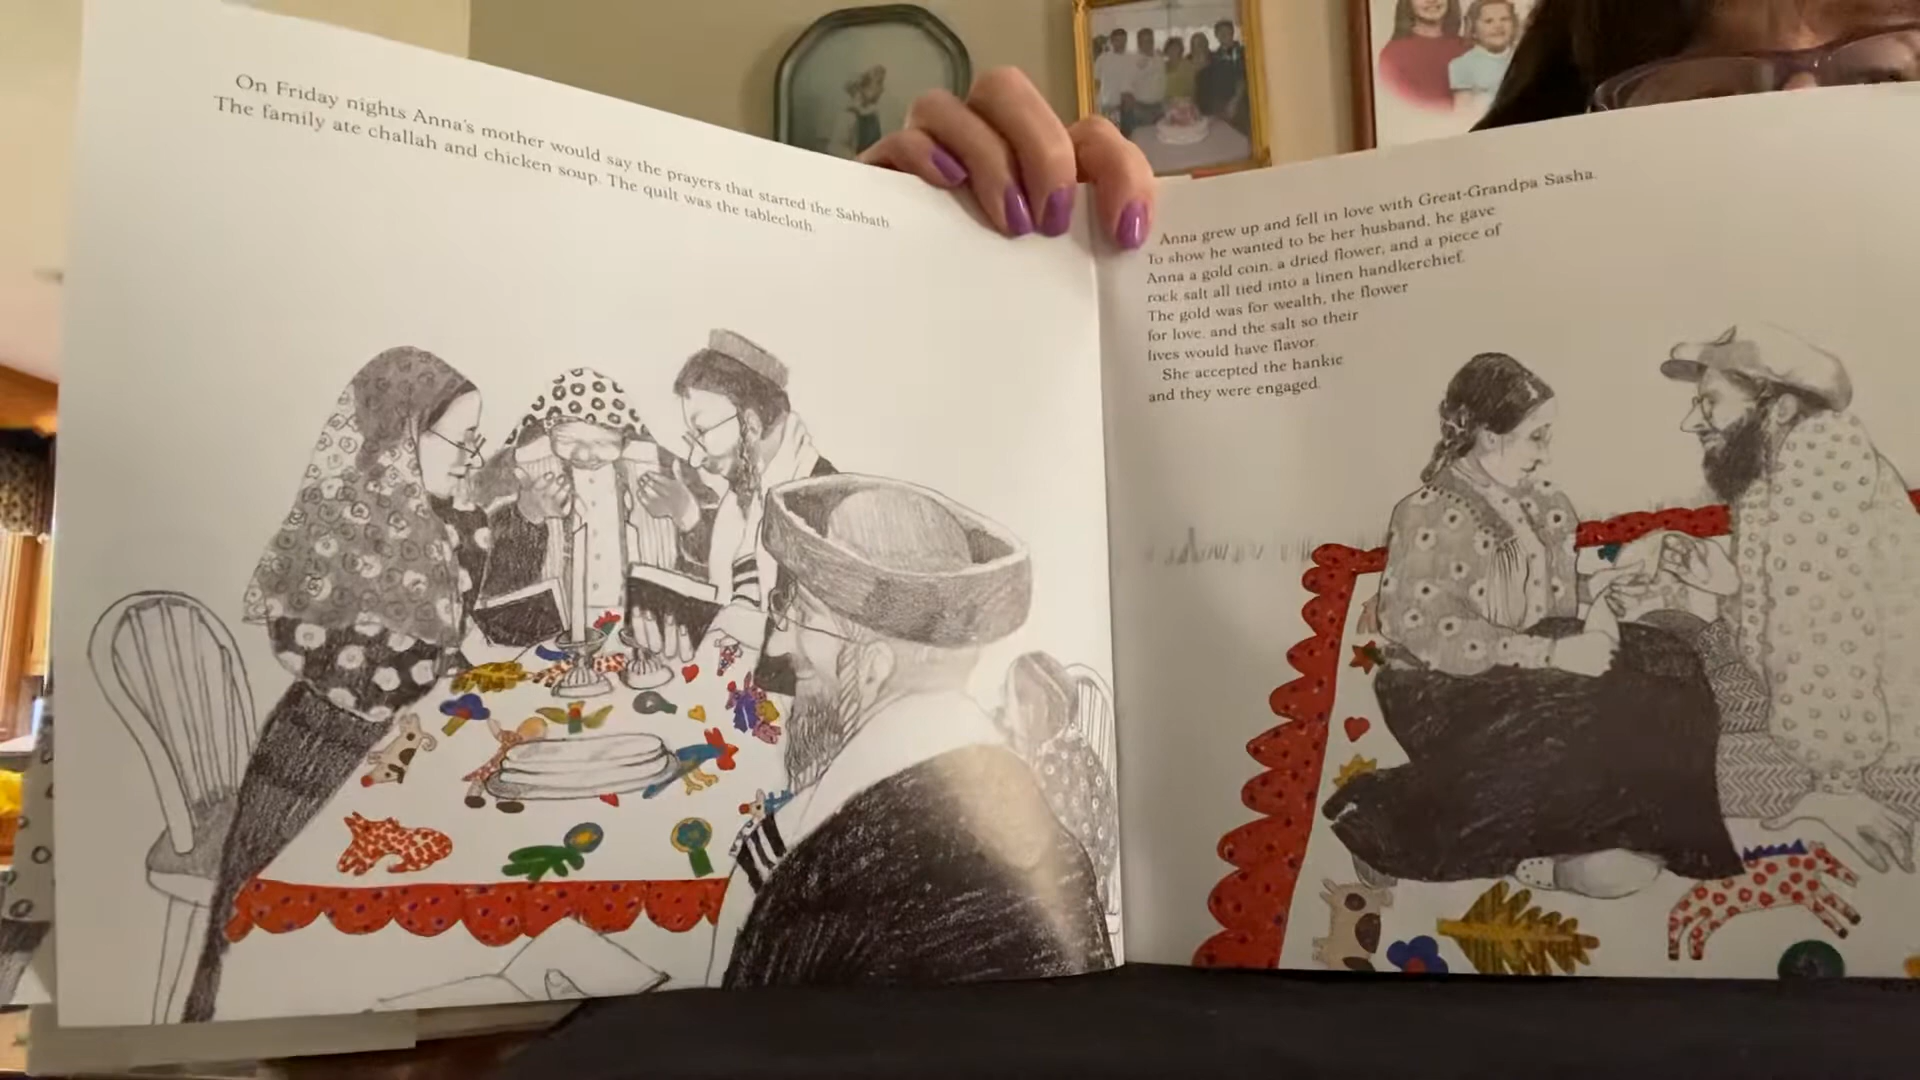 On Friday nights Anna's mother would say the prayers that started the Sabbath.
The family ate challah and chicken soup. The quilt was the tablecloth.
Anna grew up and fell in love with Great-Grandpa Sasha.
To show he wanted to be her husband, he gave
Anna a gold coin, a dried flower, and a piece of
rock salt all tied into a linen handkerchief.
The gold was for wealth, the flower
for love, and the salt so their
lives would have flavor.
She accepted the hankie
and they were engaged.